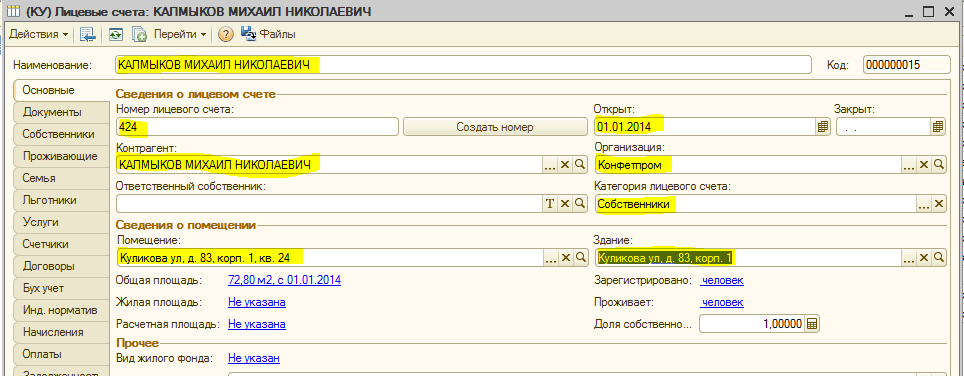 (КУ) Лицевые счета: КАЛМЫКОВ МИХАИЛ НИКОЛАЕВИЧ
Действия Перейти Файлы
Наименование: КАЛМЫКОВ МИХАИЛ НИКОЛАЕВИЧ Код: 000000015
Основные
Документы
Собственники
Проживающие
Семья
Льготники
Услуги
Счетчики
Договоры
Бух учет
Инд. норматив
Начисления
Оплаты
Задолженность
Сведения о лицевом счете
Номер лицевого счета: Открыт: Закрыт:
424 Создать номер 01.01.2014 . .
Контрагент: Организация:
КАЛМЫКОВ МИХАИЛ НИКОЛАЕВИЧ ... Конфетпром ...
Ответственный собственник: Категория лицевого счета:
T Собственники ...
Сведения о помещении
Помещение: Здание:
Куликова ул, д. 83, корп. 1, кв. 24 ... Куликова ул, д. 83, корп. 1 ...
Общая площадь: 72,80 м2, с 01.01.2014 Зарегистрировано: человек
Жилая площадь: Не указана Проживает: человек
Расчетная площадь: Не указана Доля собственно... 1,00000
Прочее
Вид жилого фонда: Не указан